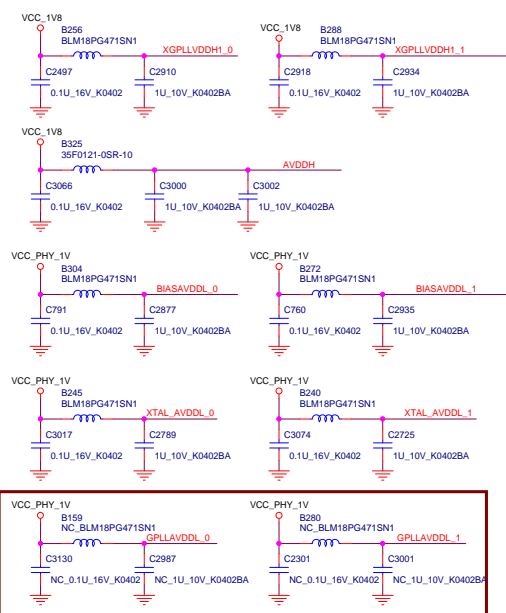 VCC_1V8
B256
BLM18PG471SN1
XGPLLVDDH1_0
C2497
0.1U_16V_K0402
C2910
1U_10V_K0402BA
VCC_1V8
B288
BLM18PG471SN1
XGPLLVDDH1_1
C2918
0.1U_16V_K0402
C2934
1U_10V_K0402BA
VCC_1V8
B325
35F0121-0SR-10
AVDDH
C3066
0.1U_16V_K0402
C3000
1U_10V_K0402BA
C3002
1U_10V_K0402BA
VCC_PHY_1V
B304
BLM18PG471SN1
BIASAVDDL_0
C791
0.1U_16V_K0402
C2877
1U_10V_K0402BA
VCC_PHY_1V
B272
BLM18PG471SN1
BIASAVDDL_1
C760
0.1U_16V_K0402
C2935
1U_10V_K0402BA
VCC_PHY_1V
B245
BLM18PG471SN1
XTAL_AVDDL_0
C3017
0.1U_16V_K0402
C2789
1U_10V_K0402BA
VCC_PHY_1V
B240
BLM18PG471SN1
XTAL_AVDDL_1
C3074
0.1U_16V_K0402
C2725
1U_10V_K0402BA
VCC_PHY_1V
B159
NC_BLM18PG471SN1
GPLLAVDDL_0
C3130
NC_0.1U_16V_K0402
C2987
NC_1U_10V_K0402BA
VCC_PHY_1V
B280
NC_BLM18PG471SN1
GPLLAVDDL_1
C2301
NC_0.1U_16V_K0402
C3001
NC_1U_10V_K0402BA